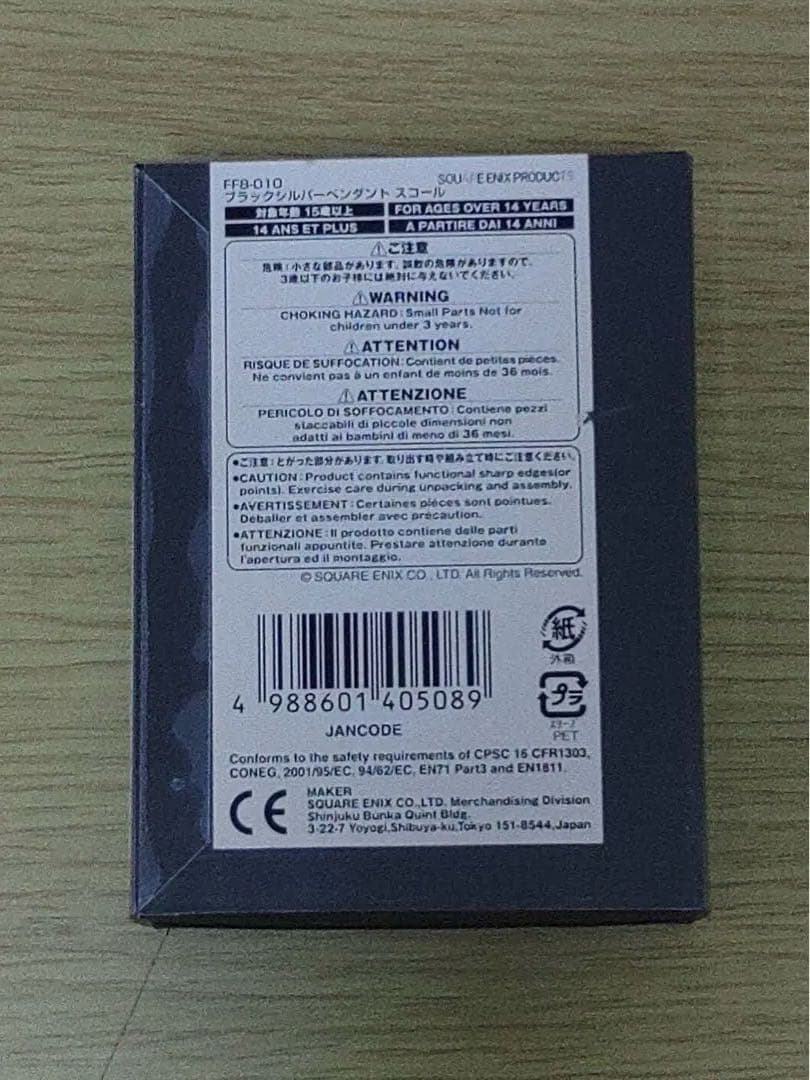 FF8-010
SQUARE ENIX PRODUCTS
ブラックシルバーペンダント スコール
対象年齢 15歳以上
FOR AGES OVER 14 YEARS
14 ANS ET PLUS
A PARTIRE DAI 14 ANNI
⚠ご注意
危険：小さな部品があります。誤飲の危険がありますので、
3歳以下のお子様には絶対に与えないでください。
⚠WARNING
CHOKING HAZARD：Small Parts Not for
children under 3 years.
⚠ATTENTION
RISQUE DE SUFFOCATION：Contient de petites pièces.
Ne convient pas à un enfant de moins de 36 mois.
⚠ATTENZIONE
PERICOLO DI SOFFOCAMENTO：Contiene pezzi
staccabili di piccole dimensioni non
adatti ai bambini di meno di 36 mesi.
●ご注意：とがった部分があります。取り出す時や組み立て時にご注意ください。
●CAUTION：Product contains functional sharp edges(or
points). Exercise care during unpacking and assembly.
●AVERTISSEMENT：Certaines pièces sont pointues.
Deballer et assembler avec précaution.
●ATTENZIONE：Il prodotto contiene delle parti
funzionali appuntite. Prestare attenzione durante
l'apertura ed il montaggio.
© SQUARE ENIX CO., LTD. All Rights Reserved.
紙
外箱
4 988601 405089
プラ
スリーブ
PET
JANCODE
Conforms to the safety requirements of CPSC 16 CFR1303,
CONEG, 2001/95/EC, 94/62/EC, EN71 Part3 and EN1811.
CE
MAKER
SQUARE ENIX CO.,LTD. Merchandising Division
Shinjuku Bunka Quint Bldg.
3-22-7 Yoyogi,Shibuya-ku,Tokyo 151-8544,Japan